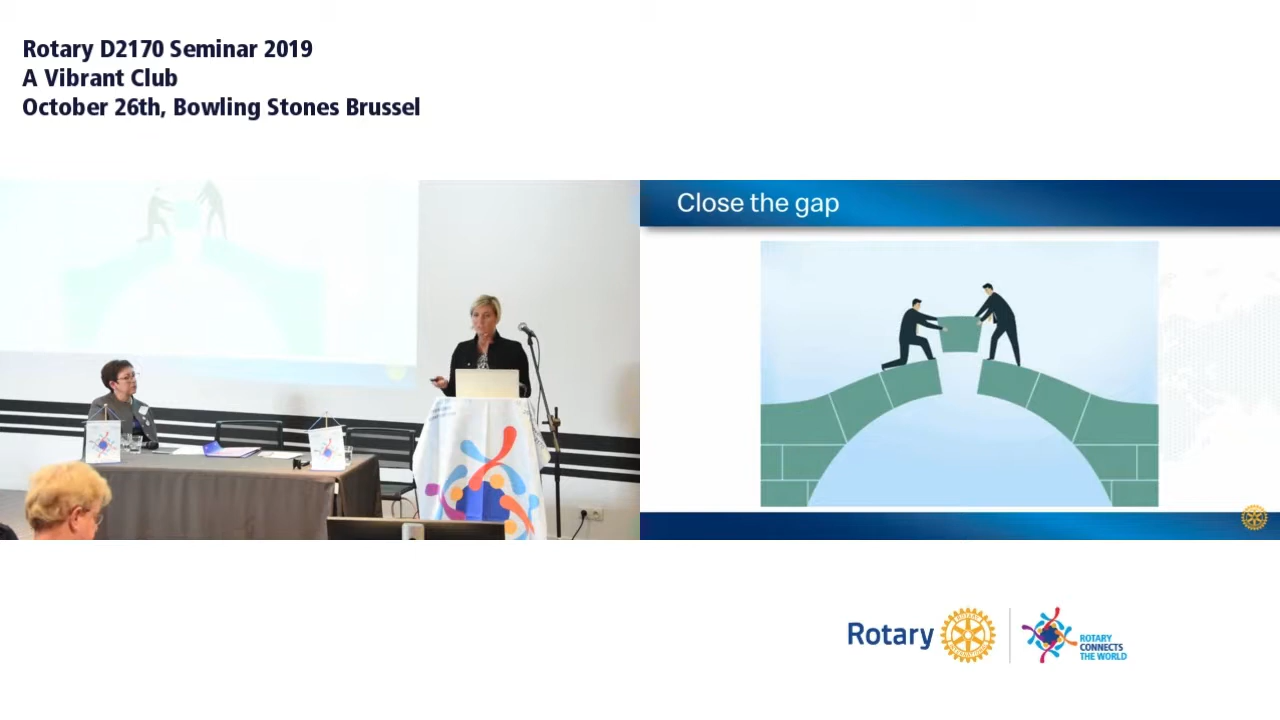 Rotary D2170 Seminar 2019
A Vibrant Club
October 26th, Bowling Stones Brussel
Close the gap
Rotary
ROTARY
CONNECTS
THE WORLD